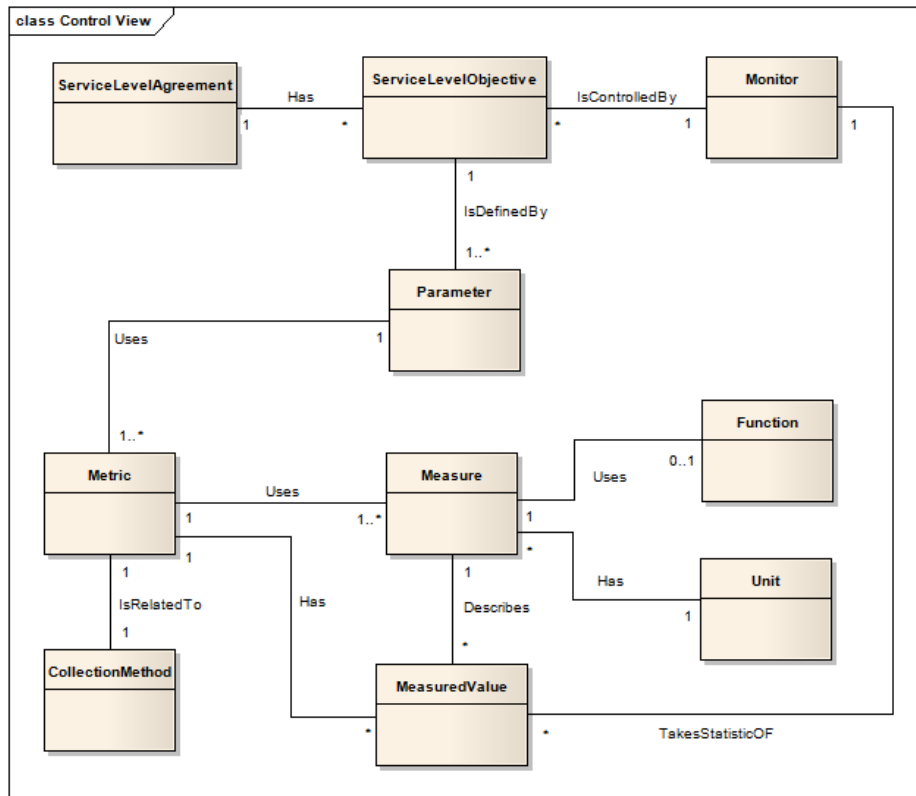 class Control View
ServiceLevelAgreement
ServiceLevelObjective
Monitor
Has
IsControlledBy
1
*
*
1
1
1
IsDefinedBy
1..*
Parameter
Uses
1
1..*
Function
0..1
Metric
Measure
Uses
Uses
1
1..*
1
1
*
1
1
Unit
IsRelatedTo
Has
Describes
Has
1
1
CollectionMethod
*
MeasuredValue
*
*
TakesStatisticOF